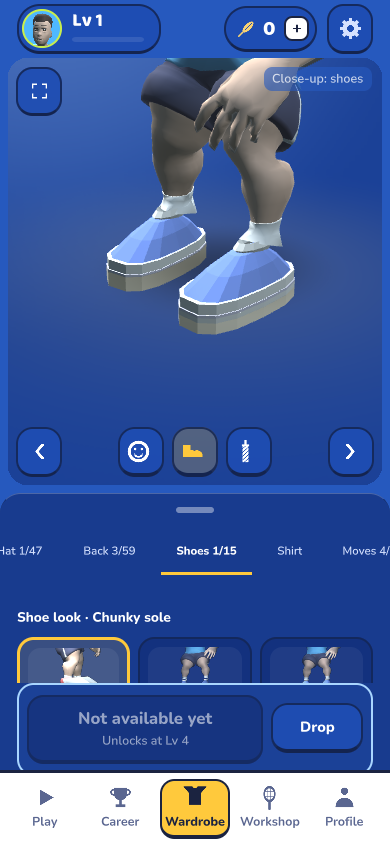 Lv 1
0
+
Close-up: shoes
Hat 1/47
Back 3/59
Shoes 1/15
Shirt
Moves 4/
Shoe look · Chunky sole
Not available yet
Unlocks at Lv 4
Drop
Play
Career
Wardrobe
Workshop
Profile